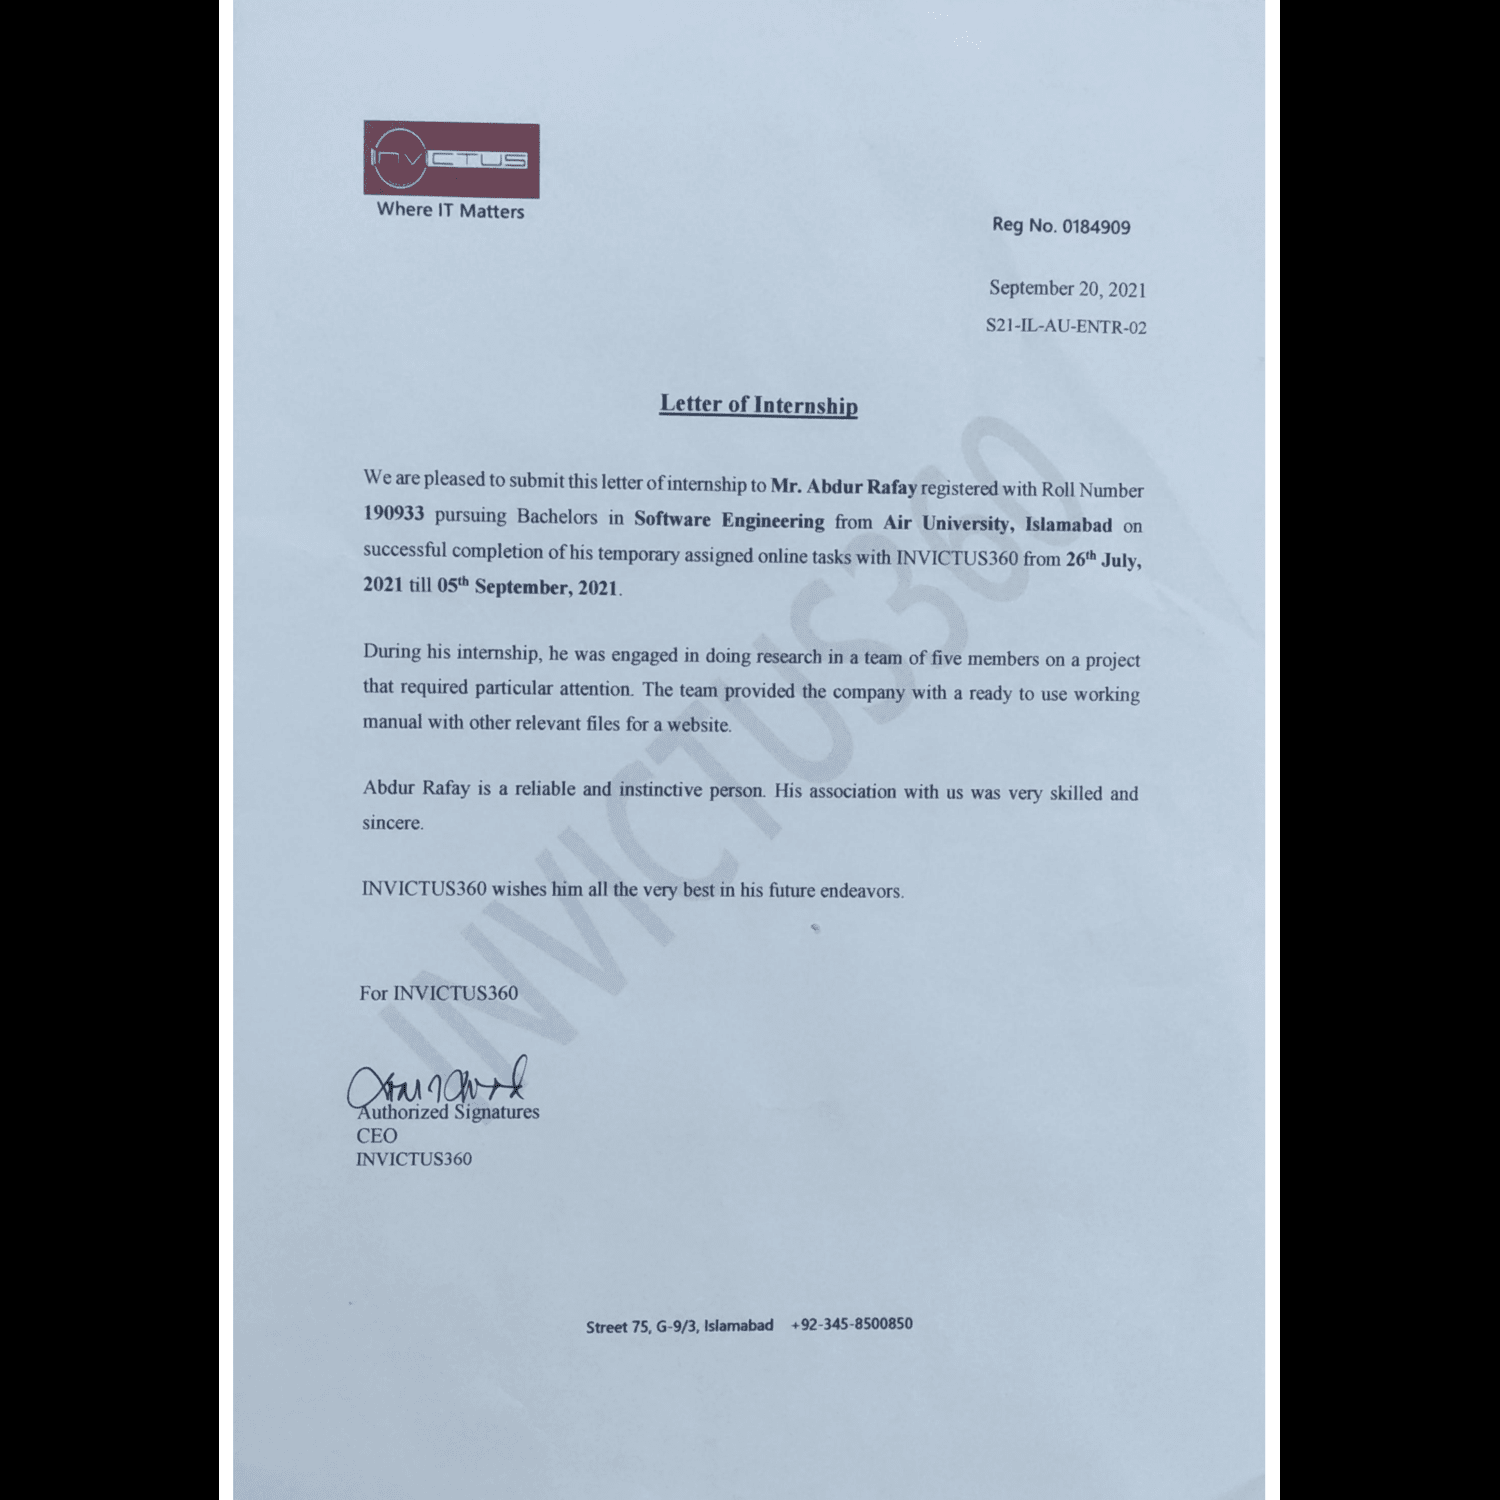 INVICTUS
Where IT Matters
Reg No. 0184909
September 20, 2021
S21-IL-AU-ENTR-02
Letter of Internship
We are pleased to submit this letter of internship to Mr. Abdur Rafay registered with Roll Number
190933 pursuing Bachelors in Software Engineering from Air University, Islamabad on
successful completion of his temporary assigned online tasks with INVICTUS360 from 26th July,
2021 till 05th September, 2021.
During his internship, he was engaged in doing research in a team of five members on a project
that required particular attention. The team provided the company with a ready to use working
manual with other relevant files for a website.
Abdur Rafay is a reliable and instinctive person. His association with us was very skilled and
sincere.
INVICTUS360 wishes him all the very best in his future endeavors.
INVICTUS360
For INVICTUS360
Authorized Signatures
CEO
INVICTUS360
Street 75, G-9/3, Islamabad +92-345-8500850